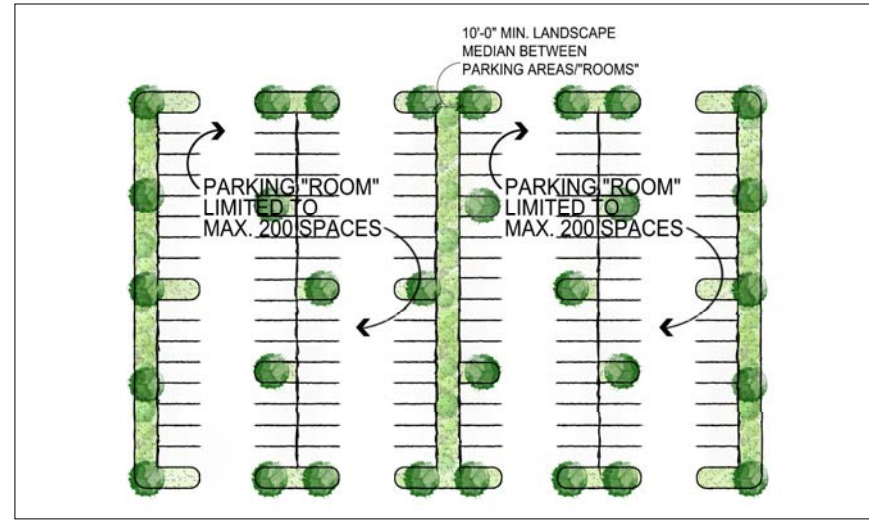 10'-0" MIN. LANDSCAPE
MEDIAN BETWEEN
PARKING AREAS/"ROOMS"
PARKING "ROOM"
LIMITED TO
MAX. 200 SPACES
PARKING "ROOM"
LIMITED TO
MAX. 200 SPACES